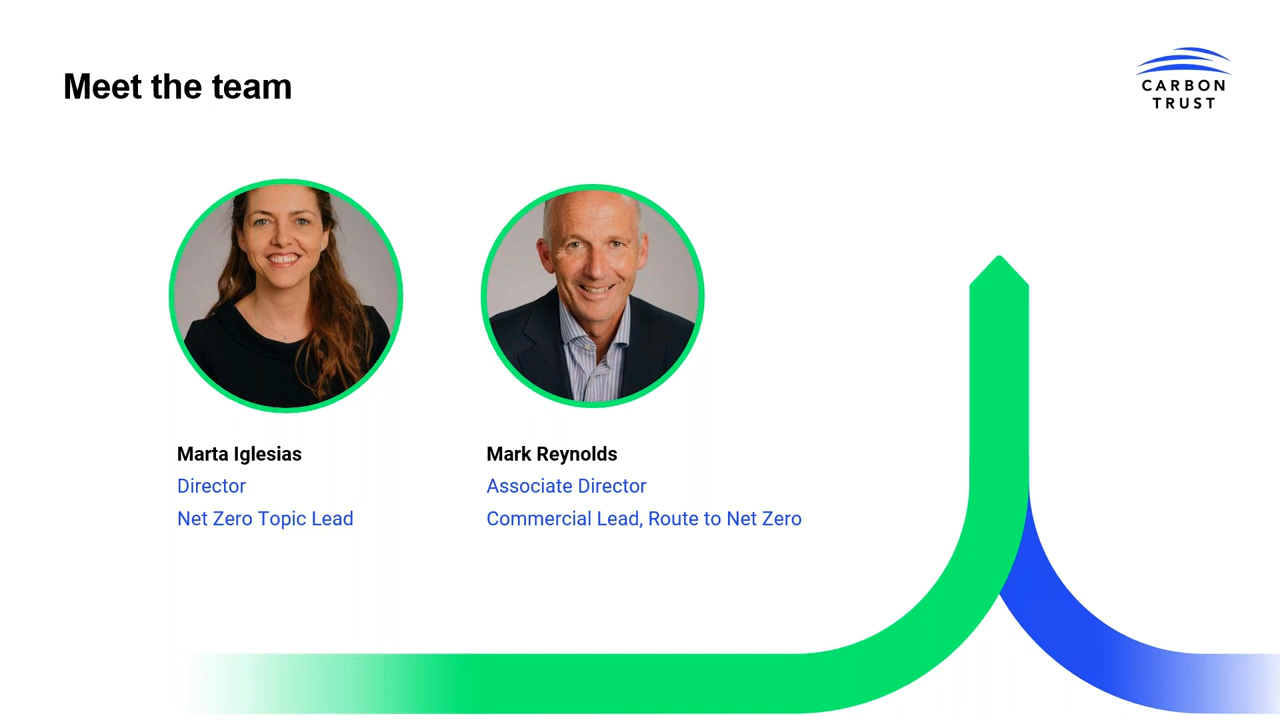 Meet the team
CARBON
TRUST
Marta Iglesias
Director
Net Zero Topic Lead
Mark Reynolds
Associate Director
Commercial Lead, Route to Net Zero